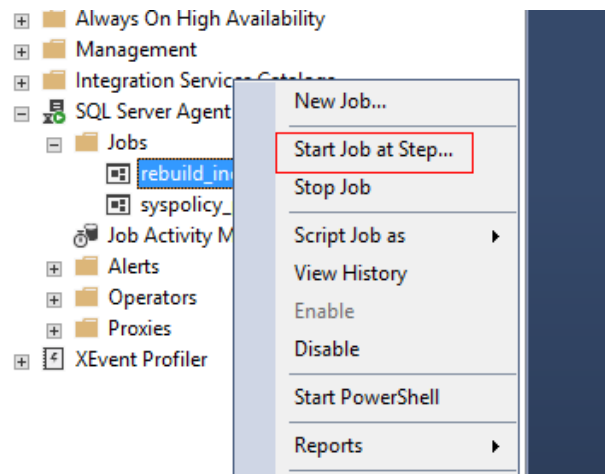 Always On High Availability
Management
Integration Services Catalogs
SQL Server Agent
Jobs
rebuild_in
syspolicy_
Job Activity M
Alerts
Operators
Proxies
XEvent Profiler
New Job...
Start Job at Step...
Stop Job
Script Job as
View History
Enable
Disable
Start PowerShell
Reports